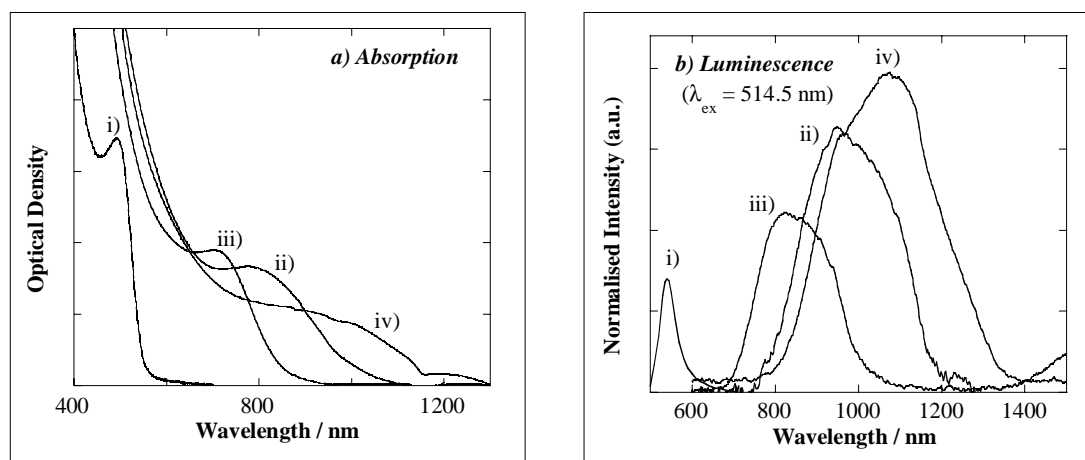 a) Absorption
i)
iii)
ii)
iv)
Optical Density
400
800
1200
Wavelength / nm
b) Luminescence
(λex = 514.5 nm)
iv)
ii)
iii)
i)
Normalised Intensity (a.u.)
600
800
1000
1200
1400
Wavelength / nm